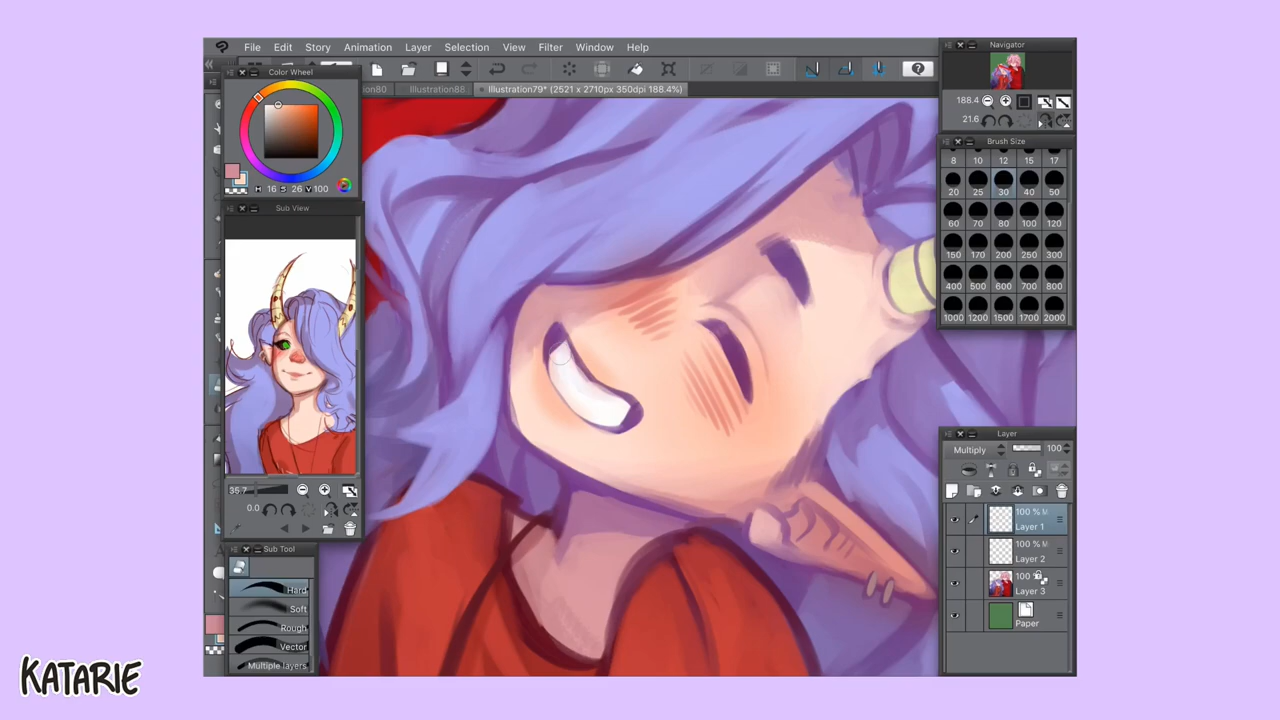 File Edit Story Animation Layer Selection View Filter Window Help
Color Wheel
ion80 Illustration88 Illustration79* (2521 x 2710px 350dpi 188.4%)
H 16 S 26 V 100
Sub View
36.7
0.0
Sub Tool
Hard
Soft
Rough
Vector
Multiple layers
Navigator
188.4
21.6
Brush Size
8 10 12 15 17
20 25 30 40 50
60 70 80 100 120
150 170 200 250 300
400 500 600 700 800
1000 1200 1500 1700 2000
Layer
Multiply 100
100 % M
Layer 1
100 % M
Layer 2
100
Layer 3
Paper
KATARIE